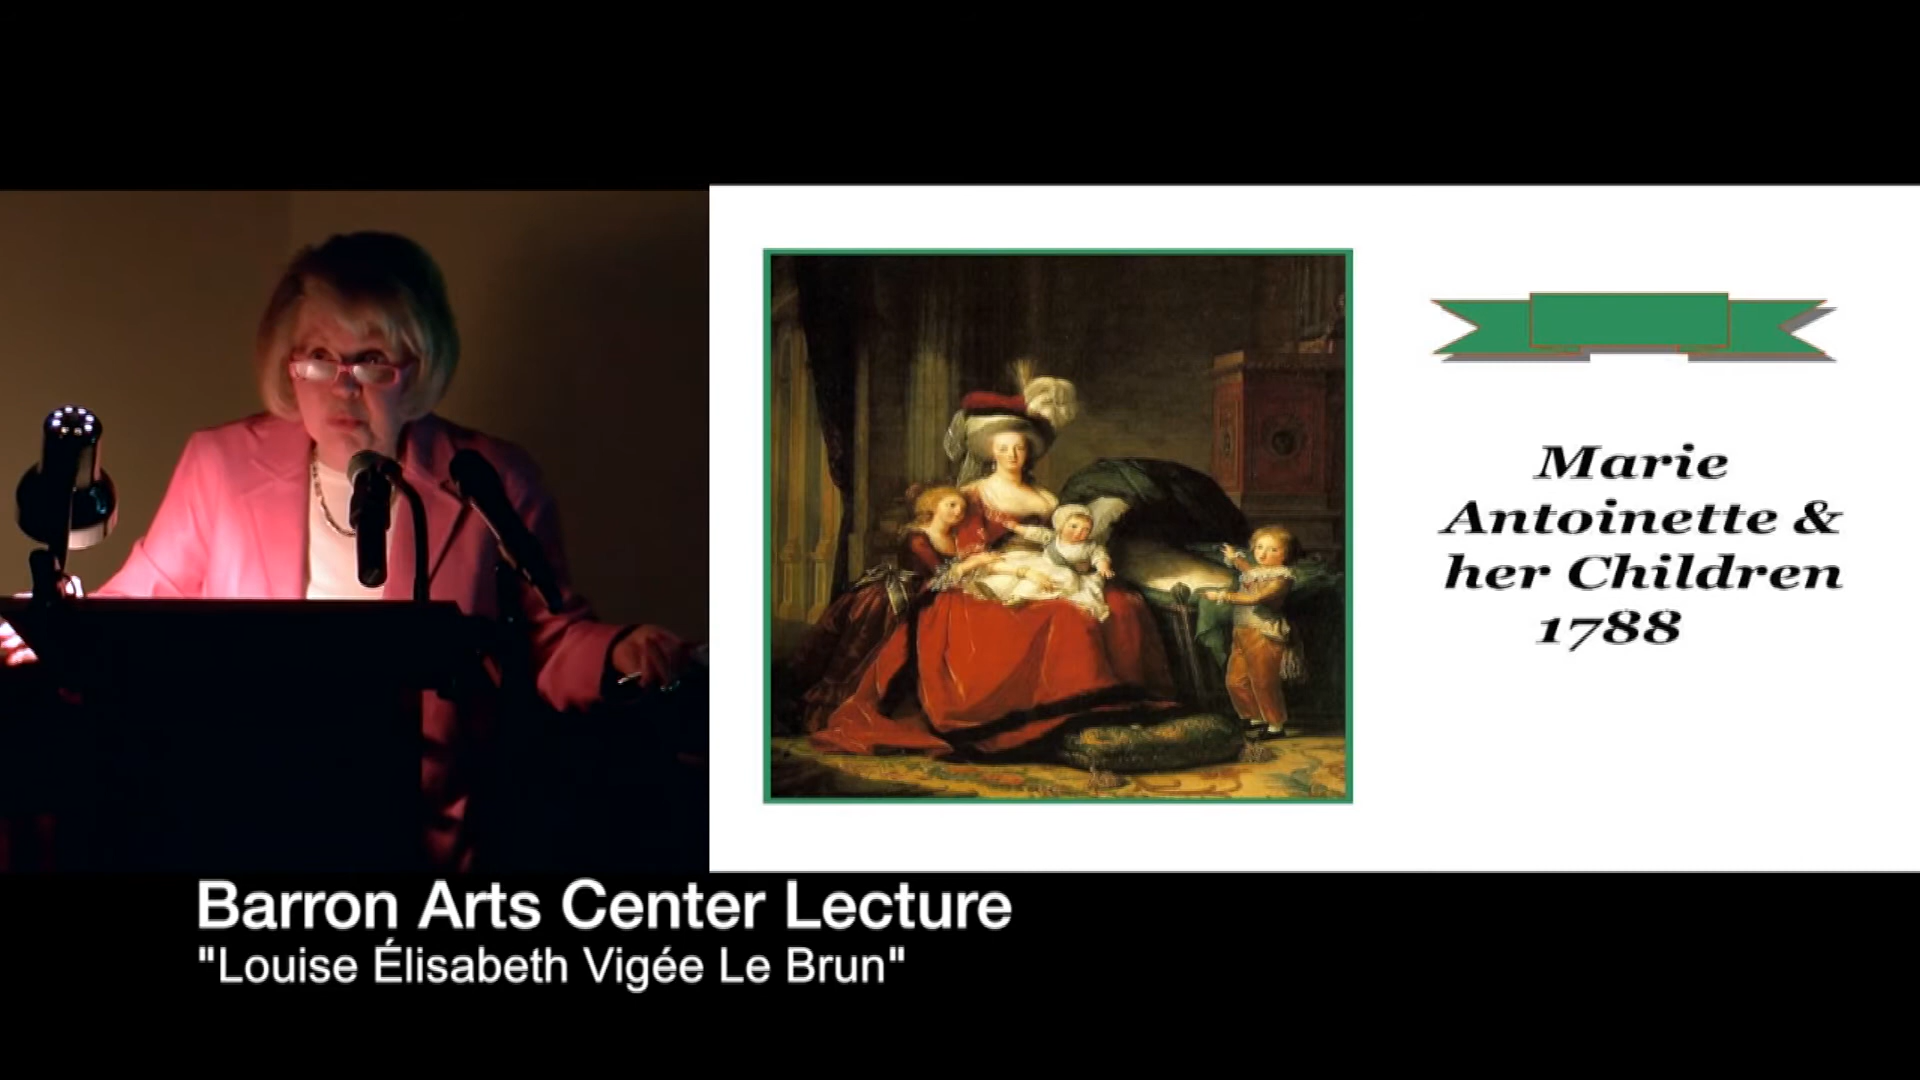 Marie
Antoinette &
her Children
1788
Barron Arts Center Lecture
"Louise Élisabeth Vigée Le Brun"